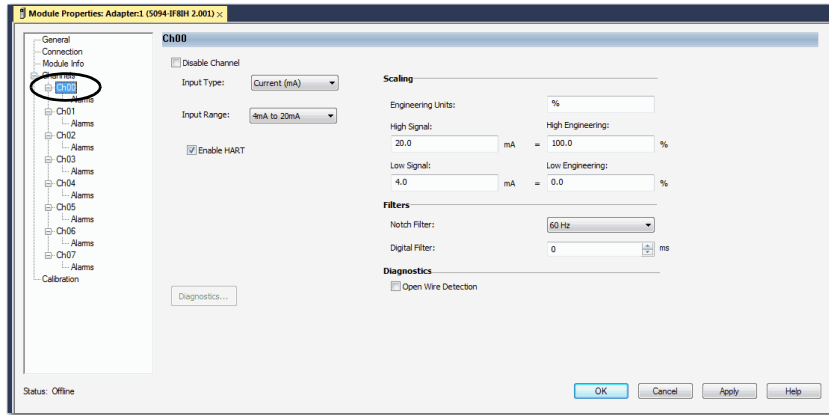 Module Properties: Adapter:1 (5094-IF8IH 2.001) ×
General
Connection
Module Info
Channels
Ch00
Alarms
Ch01
Alarms
Ch02
Alarms
Ch03
Alarms
Ch04
Alarms
Ch05
Alarms
Ch06
Alarms
Ch07
Alarms
Calibration
Ch00
Disable Channel
Input Type: Current (mA)
Input Range: 4mA to 20mA
Enable HART
Diagnostics...
Scaling
Engineering Units: %
High Signal: High Engineering:
20.0 mA = 100.0 %
Low Signal: Low Engineering:
4.0 mA = 0.0 %
Filters
Notch Filter: 60 Hz
Digital Filter: 0 ms
Diagnostics
Open Wire Detection
Status: Offline
OK Cancel Apply Help